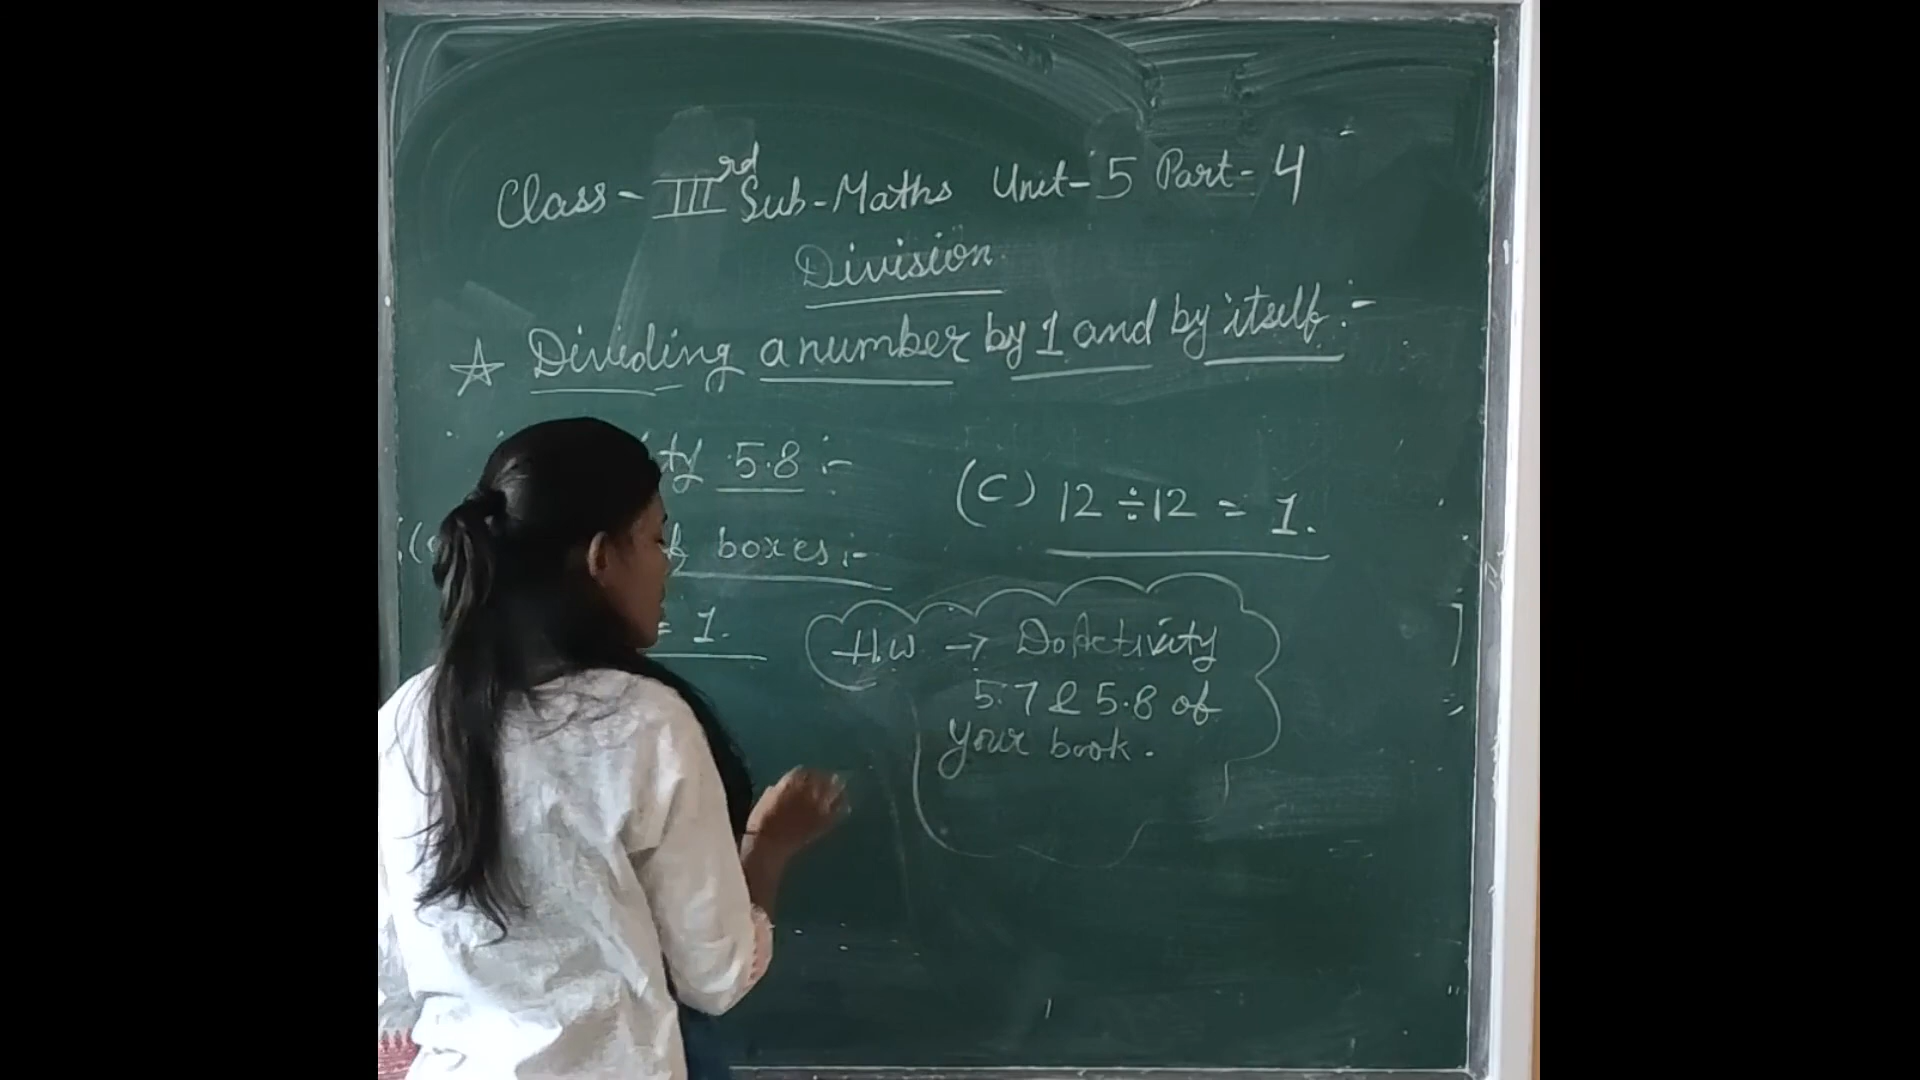 Class - IIIrd Sub-Maths Unit-5 Part-4
Division
☆ Dividing a number by 1 and by itself :-
ty 5.8 :-
boxes :-
= 1.
(C) 12 ÷ 12 = 1.
H.W → Do Activity
5.7 & 5.8 of
your book.